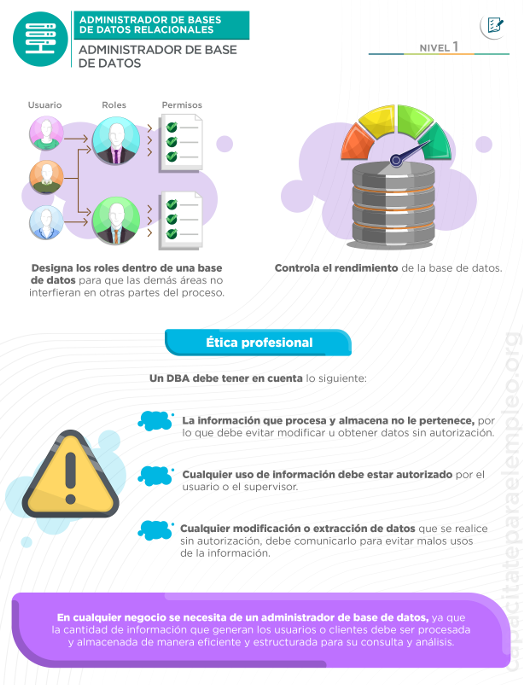 ADMINISTRADOR DE BASES
DE DATOS RELACIONALES
ADMINISTRADOR DE BASE
DE DATOS
NIVEL 1
Usuario Roles Permisos
Designa los roles dentro de una base
de datos para que las demás áreas no
interfieran en otras partes del proceso.
Controla el rendimiento de la base de datos.
Ética profesional
Un DBA debe tener en cuenta lo siguiente:
La información que procesa y almacena no le pertenece, por
lo que debe evitar modificar u obtener datos sin autorización.
Cualquier uso de información debe estar autorizado por el
usuario o el supervisor.
Cualquier modificación o extracción de datos que se realice
sin autorización, debe comunicarlo para evitar malos usos
de la información.
En cualquier negocio se necesita de un administrador de base de datos, ya que
la cantidad de información que generan los usuarios o clientes debe ser procesada
y almacenada de manera eficiente y estructurada para su consulta y análisis.
capacitateparaelempleo.org